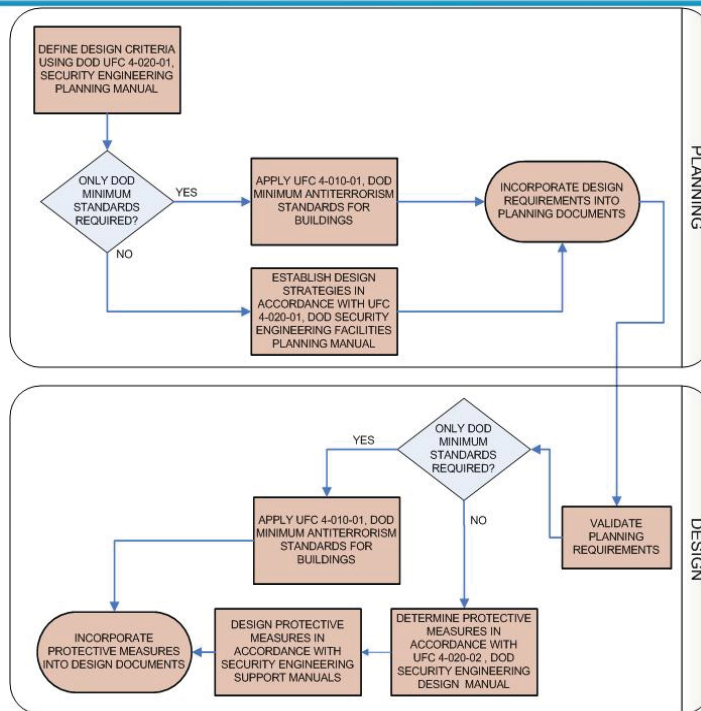 DEFINE DESIGN CRITERIA
USING DOD UFC 4-020-01,
SECURITY ENGINEERING
PLANNING MANUAL
ONLY DOD
MINIMUM
STANDARDS
REQUIRED?
YES
NO
APPLY UFC 4-010-01, DOD
MINIMUM ANTITERRORISM
STANDARDS FOR
BUILDINGS
ESTABLISH DESIGN
STRATEGIES IN
ACCORDANCE WITH UFC
4-020-01, DOD SECURITY
ENGINEERING FACILITIES
PLANNING MANUAL
INCORPORATE DESIGN
REQUIREMENTS INTO
PLANNING DOCUMENTS
PLANNING
ONLY DOD
MINIMUM
STANDARDS
REQUIRED?
YES
NO
VALIDATE
PLANNING
REQUIREMENTS
APPLY UFC 4-010-01, DOD
MINIMUM ANTITERRORISM
STANDARDS FOR
BUILDINGS
INCORPORATE
PROTECTIVE MEASURES
INTO DESIGN DOCUMENTS
DESIGN PROTECTIVE
MEASURES IN
ACCORDANCE WITH
SECURITY ENGINEERING
SUPPORT MANUALS
DETERMINE PROTECTIVE
MEASURES IN
ACCORDANCE WITH
UFC 4-020-02 , DOD
SECURITY ENGINEERING
DESIGN MANUAL
DESIGN